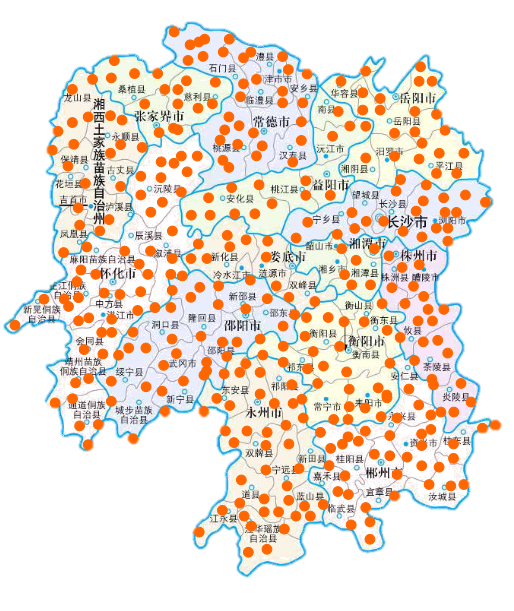 石门县
澧县
津市市
安乡县
慈利县
临澧县
桑植县
龙山县
张家界市
常德市
华容县
岳阳市
南县
岳阳县
湘西土家族苗族自治州
永顺县
保靖县
古丈县
花垣县
吉首市
泸溪县
凤凰县
桃源县
汉寿县
沅江市
汨罗市
平江县
湘阴县
益阳市
桃江县
安化县
沅陵县
望城县
长沙县
长沙市
浏阳市
宁乡县
辰溪县
溆浦县
麻阳苗族自治县
怀化市
芷江侗族
自治县
新晃侗族
自治县
中方县
洪江市
会同县
靖州苗族
侗族自治县
通道侗族
自治县
新化县
冷水江市
娄底市
涟源市
双峰县
韶山市
湘潭市
湘乡市
湘潭县
株州市
株洲县
醴陵市
新邵县
隆回县
洞口县
邵阳市
邵东县
邵阳县
武冈市
绥宁县
新宁县
城步苗族
自治县
衡山县
衡东县
衡阳县
衡阳市
衡南县
祁东县
常宁市
耒阳市
攸县
茶陵县
炎陵县
安仁县
永兴县
资兴市
桂东县
桂阳县
郴州市
嘉禾县
宜章县
汝城县
临武县
东安县
祁阳县
永州市
双牌县
新田县
宁远县
道县
蓝山县
江永县
江华瑶族
自治县